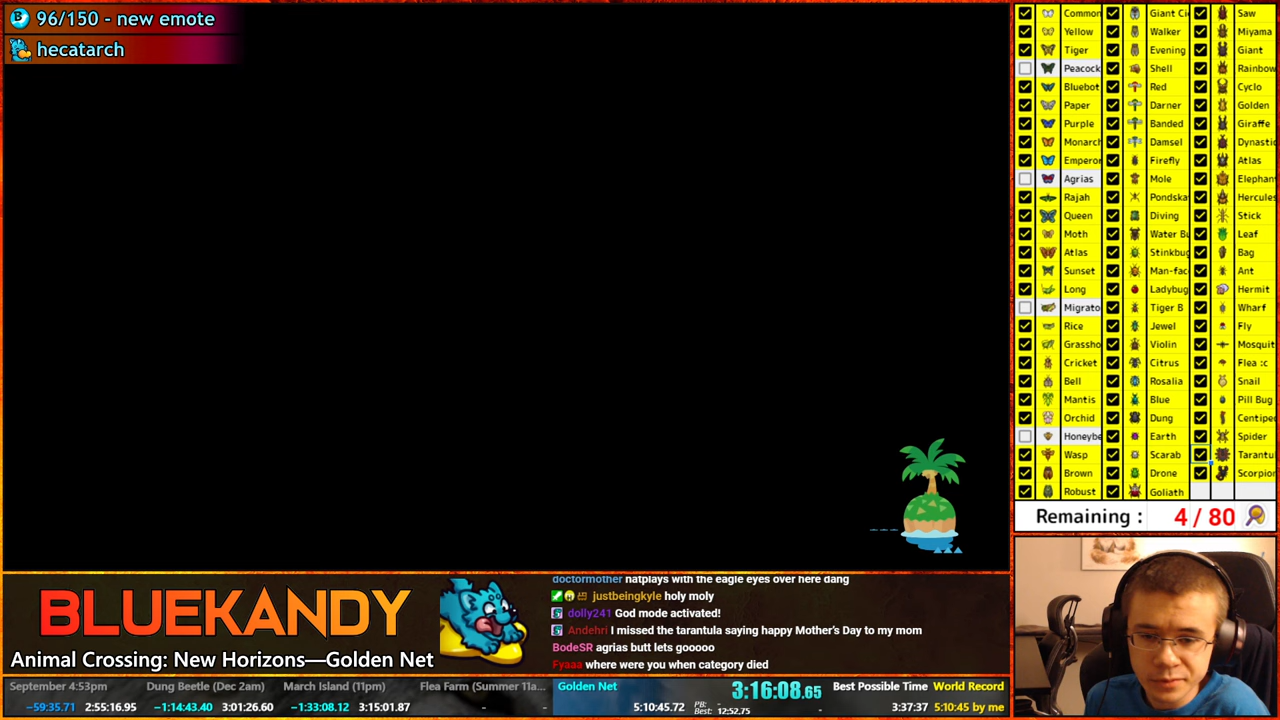 96/150 - new emote
hecatarch
Common
Yellow
Tiger
Peacock
Bluebot
Paper
Purple
Monarch
Emperor
Agrias
Rajah
Queen
Moth
Atlas
Sunset
Long
Migrato
Rice
Grassho
Cricket
Bell
Mantis
Orchid
Honeybe
Wasp
Brown
Robust
Giant Ci
Walker
Evening
Shell
Red
Darner
Banded
Damsel
Firefly
Mole
Pondska
Diving
Water Bu
Stinkbug
Man-fac
Ladybug
Tiger B
Jewel
Violin
Citrus
Rosalia
Blue
Dung
Earth
Scarab
Drone
Goliath
Saw
Miyama
Giant
Rainbow
Cyclo
Golden
Giraffe
Dynasti
Atlas
Elephan
Hercules
Stick
Leaf
Bag
Ant
Hermit
Wharf
Fly
Mosquit
Flea :c
Snail
Pill Bug
Centipe
Spider
Tarantu
Scorpion
Remaining : 4 / 80
BLUEKANDY
Animal Crossing: New Horizons—Golden Net
doctormother natplays with the eagle eyes over here dang
justbeingkyle holy moly
dolly241 God mode activated!
Andehri I missed the tarantula saying happy Mother's Day to my mom
BodeSR agrias butt lets gooooo
Fyaaa where were you when category died
September 4:53pm
-59:35.71 2:55:16.95
Dung Beetle (Dec 2am)
-1:14:43.40 3:01:26.60
March Island (11pm)
-1:33:08.12 3:15:01.87
Flea Farm (Summer 11a...
- -
Golden Net
5:10:45.72
3:16:08.65
PB: -
Best: 12:52.75 -
Best Possible Time
3:37:37
World Record
5:10:45 by me